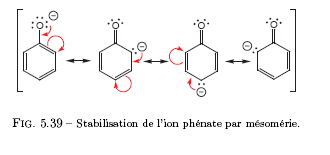 O O O O
FIG. 5.39 – Stabilisation de l'ion phénate par mésomérie.